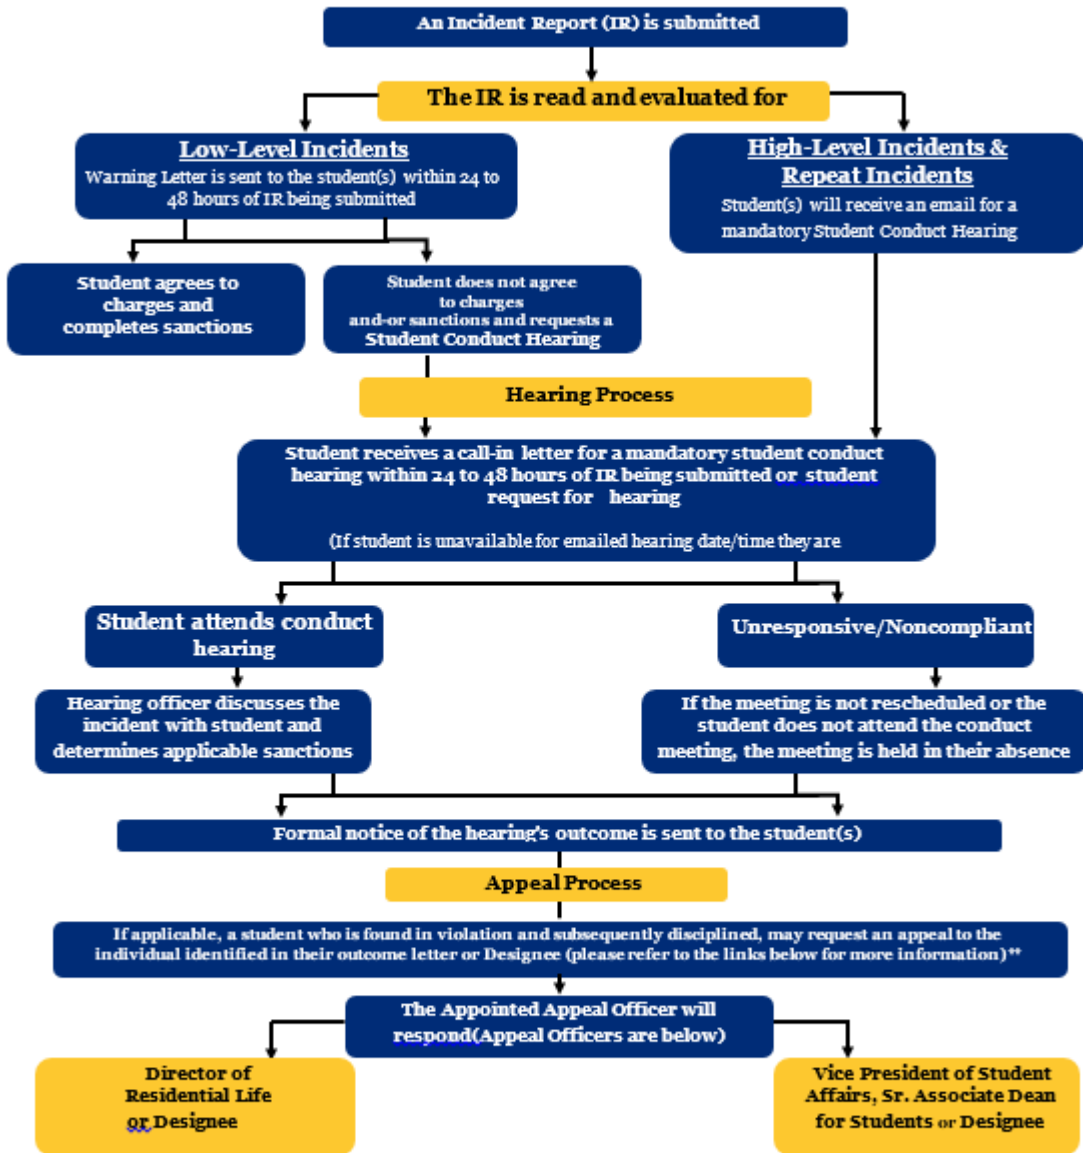 An Incident Report (IR) is submitted
The IR is read and evaluated for
Low-Level Incidents
Warning Letter is sent to the student(s) within 24 to
48 hours of IR being submitted
High-Level Incidents &
Repeat Incidents
Student(s) will receive an email for a
mandatory Student Conduct Hearing
Student agrees to
charges and
completes sanctions
Student does not agree
to charges
and-or sanctions and requests a
Student Conduct Hearing
Hearing Process
Student receives a call-in letter for a mandatory student conduct
hearing within 24 to 48 hours of IR being submitted or student
request for hearing
(If student is unavailable for emailed hearing date/time they are
Student attends conduct
hearing
Unresponsive/Noncompliant
Hearing officer discusses the
incident with student and
determines applicable sanctions
If the meeting is not rescheduled or the
student does not attend the conduct
meeting, the meeting is held in their absence
Formal notice of the hearing's outcome is sent to the student(s)
Appeal Process
If applicable, a student who is found in violation and subsequently disciplined, may request an appeal to the
individual identified in their outcome letter or Designee (please refer to the links below for more information)**
The Appointed Appeal Officer will
respond(Appeal Officers are below)
Director of
Residential Life
or Designee
Vice President of Student
Affairs, Sr. Associate Dean
for Students or Designee